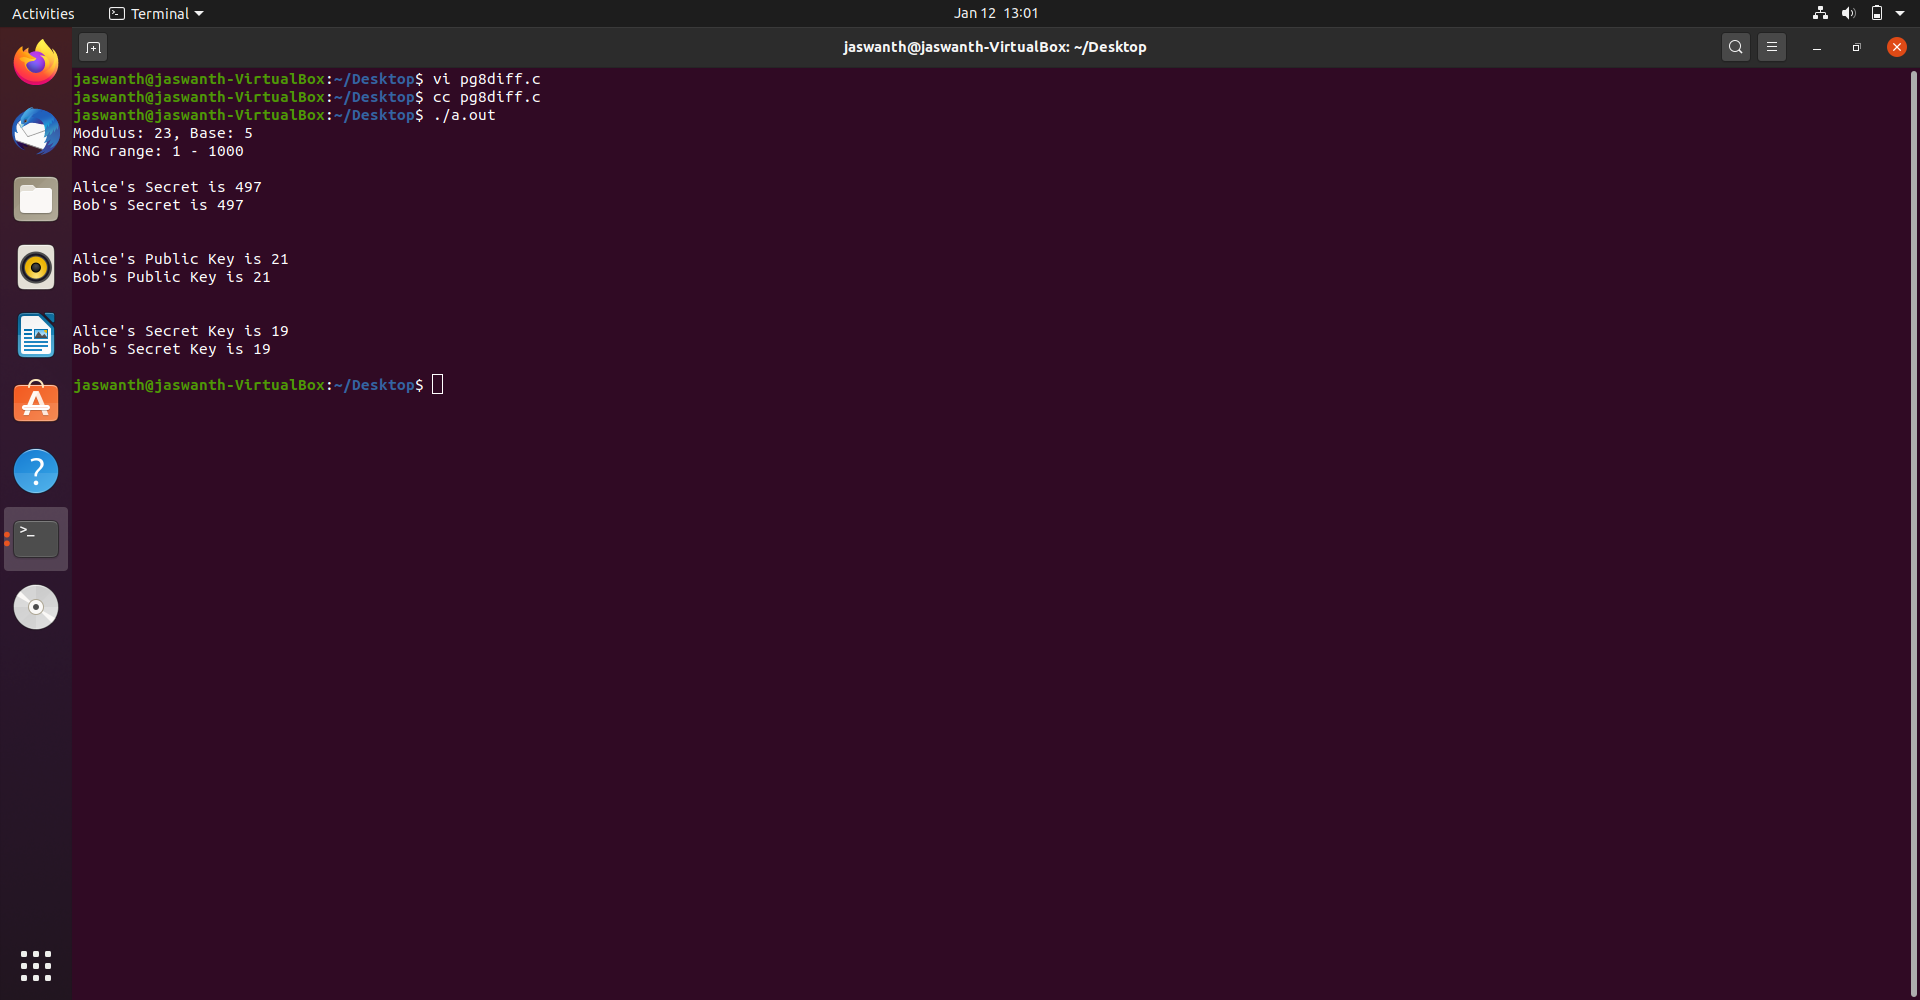 Activities
Terminal
Jan 12 13:01
jaswanth@jaswanth-VirtualBox: ~/Desktop
jaswanth@jaswanth-VirtualBox:~/Desktop$ vi pg8diff.c
jaswanth@jaswanth-VirtualBox:~/Desktop$ cc pg8diff.c
jaswanth@jaswanth-VirtualBox:~/Desktop$ ./a.out
Modulus: 23, Base: 5
RNG range: 1 - 1000
Alice's Secret is 497
Bob's Secret is 497
Alice's Public Key is 21
Bob's Public Key is 21
Alice's Secret Key is 19
Bob's Secret Key is 19
jaswanth@jaswanth-VirtualBox:~/Desktop$